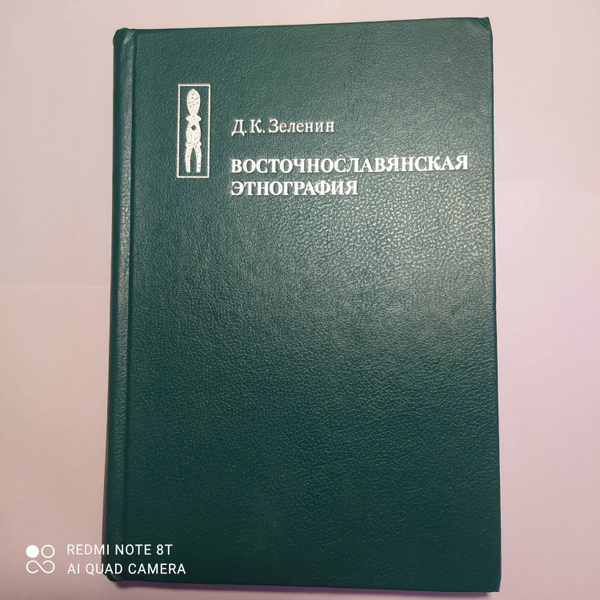 Д. К. Зеленин
ВОСТОЧНОСЛАВЯНСКАЯ
ЭТНОГРАФИЯ
REDMI NOTE 8T
AI QUAD CAMERA